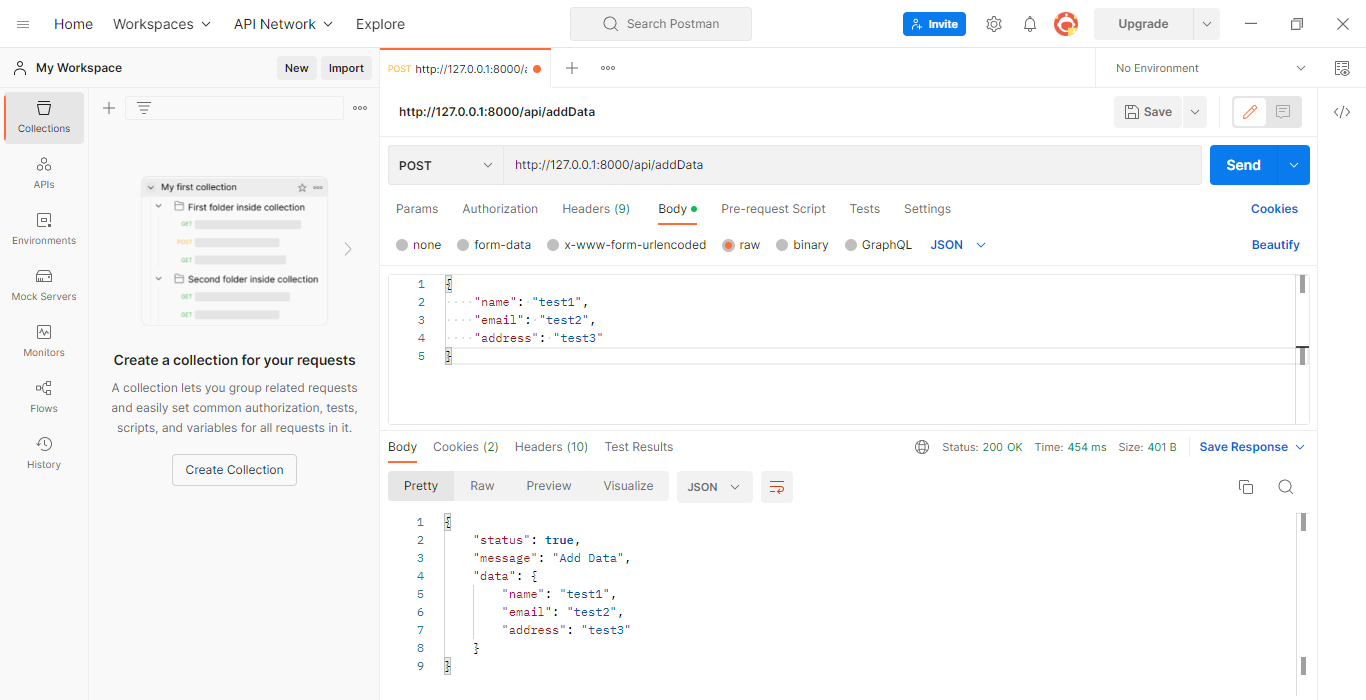 Home Workspaces API Network Explore Search Postman Invite Upgrade
My Workspace New Import POST http://127.0.0.1:8000/a No Environment
Collections
APIs
Environments
Mock Servers
Monitors
Flows
History
My first collection
First folder inside collection
GET
POST
GET
Second folder inside collection
GET
GET
Create a collection for your requests
A collection lets you group related requests
and easily set common authorization, tests,
scripts, and variables for all requests in it.
Create Collection
http://127.0.0.1:8000/api/addData Save
POST http://127.0.0.1:8000/api/addData Send
Params Authorization Headers (9) Body Pre-request Script Tests Settings Cookies
none form-data x-www-form-urlencoded raw binary GraphQL JSON Beautify
1 {
2 "name": "test1",
3 "email": "test2",
4 "address": "test3"
5 }
Body Cookies (2) Headers (10) Test Results Status: 200 OK Time: 454 ms Size: 401 B Save Response
Pretty Raw Preview Visualize JSON
1 {
2 "status": true,
3 "message": "Add Data",
4 "data": {
5 "name": "test1",
6 "email": "test2",
7 "address": "test3"
8 }
9 }